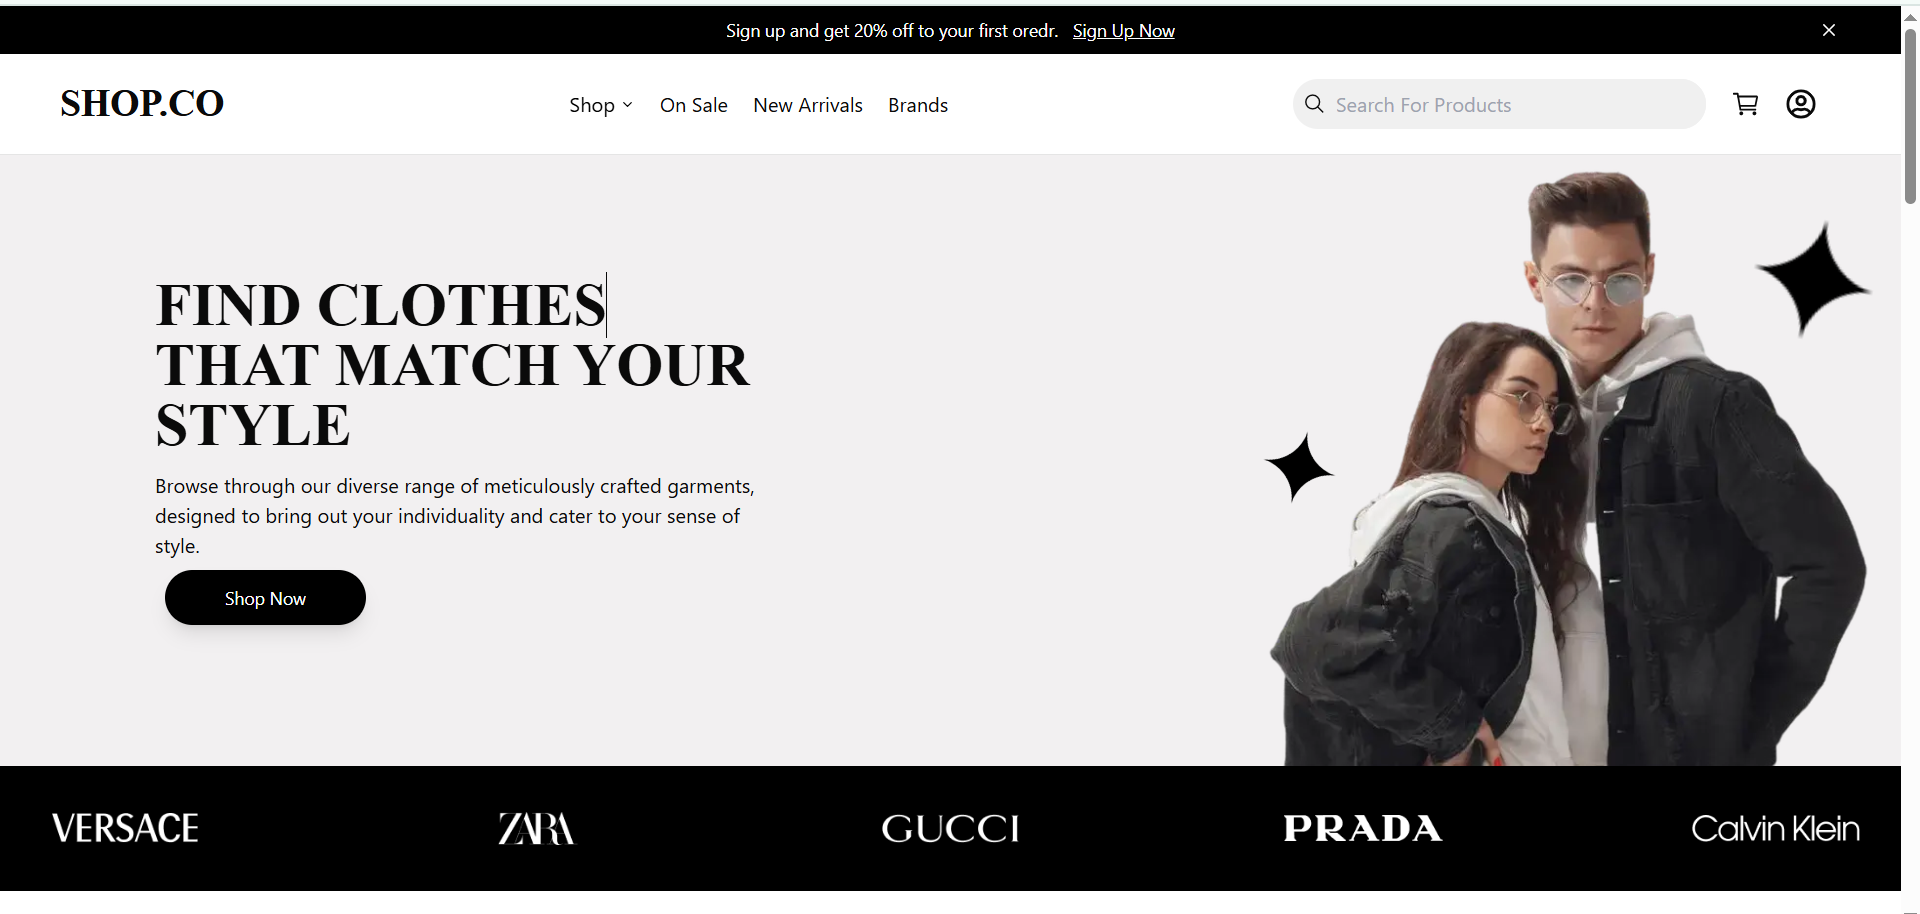 Sign up and get 20% off to your first oredr. Sign Up Now
SHOP.CO
Shop On Sale New Arrivals Brands
Search For Products
FIND CLOTHES
THAT MATCH YOUR
STYLE
Browse through our diverse range of meticulously crafted garments,
designed to bring out your individuality and cater to your sense of
style.
Shop Now
VERSACE ZARA GUCCI PRADA Calvin Klein